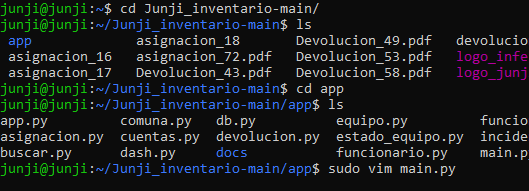 junji@junji:~$ cd Junji_inventario-main/
junji@junji:~/Junji_inventario-main$ ls
app asignacion_18 Devolucion_49.pdf devolucio
asignacion_16 asignacion_72.pdf Devolucion_53.pdf logo_infe
asignacion_17 Devolucion_43.pdf Devolucion_58.pdf logo_junj
junji@junji:~/Junji_inventario-main$ cd app
junji@junji:~/Junji_inventario-main/app$ ls
app.py comuna.py db.py equipo.py funcio
asignacion.py cuentas.py devolucion.py estado_equipo.py incide
buscar.py dash.py docs funcionario.py main.p
junji@junji:~/Junji_inventario-main/app$ sudo vim main.py